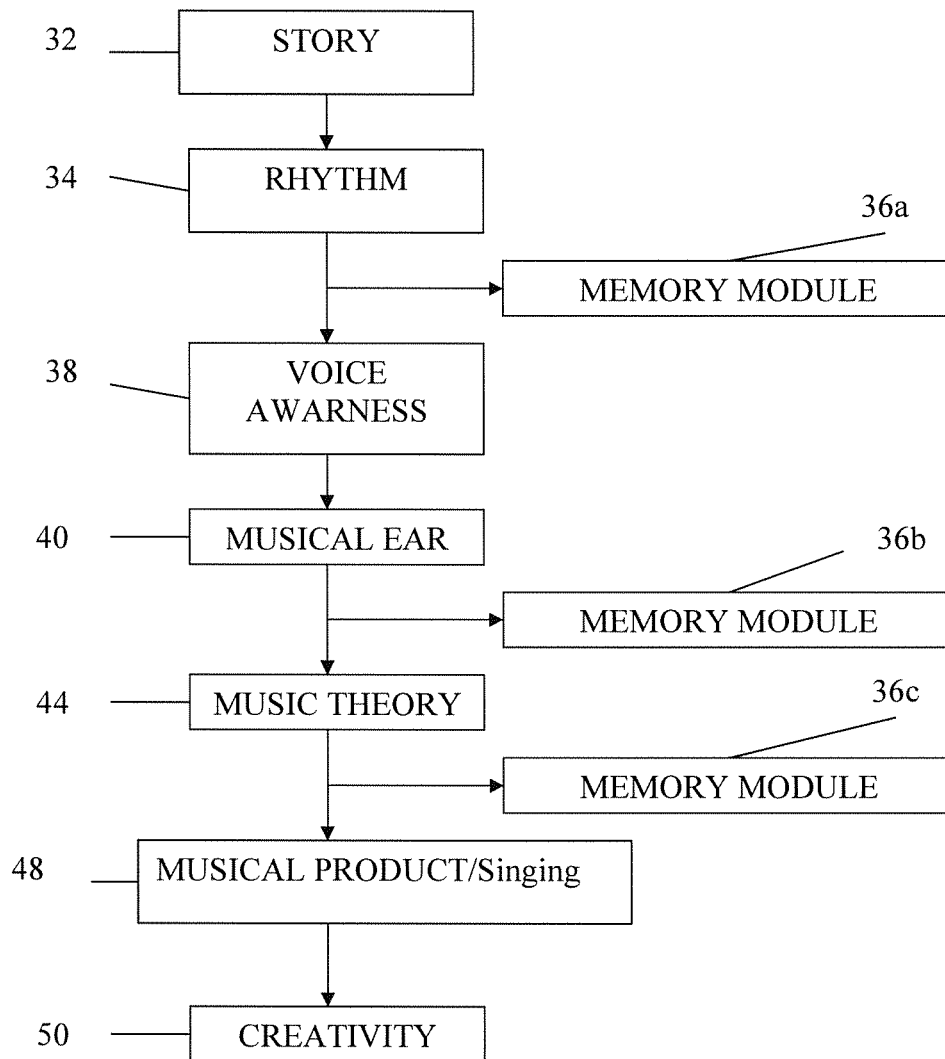 32
STORY
34
RHYTHM
36a
MEMORY MODULE
38
VOICE
AWARNESS
40
MUSICAL EAR
36b
MEMORY MODULE
44
MUSIC THEORY
36c
MEMORY MODULE
48
MUSICAL PRODUCT/Singing
50
CREATIVITY